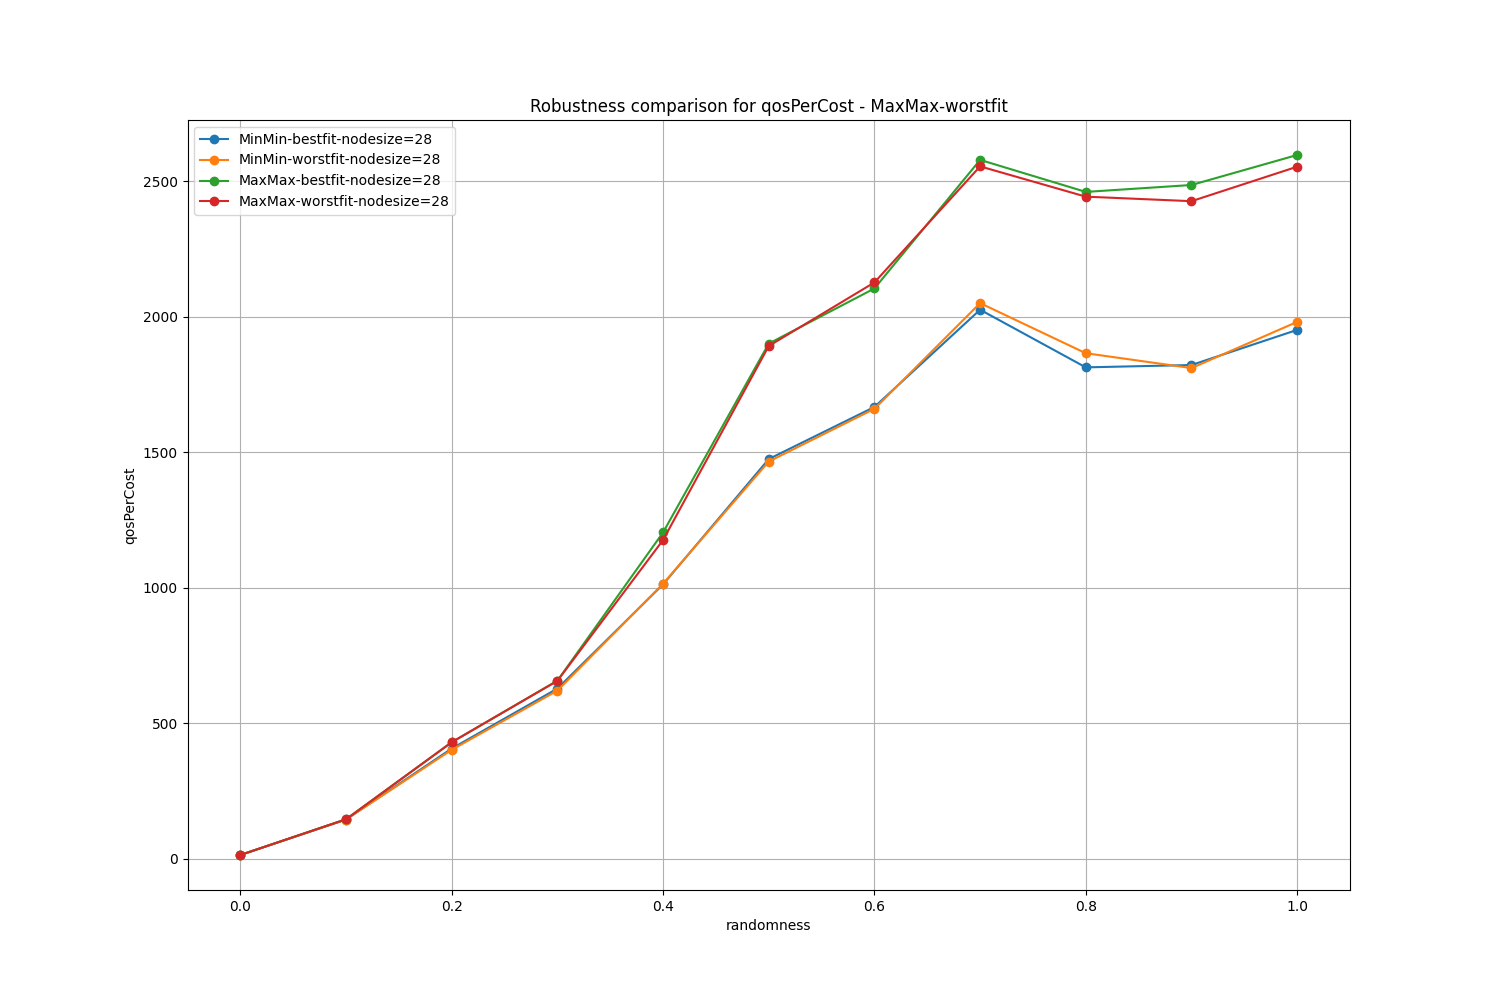 Robustness comparison for qosPerCost - MaxMax-worstfit
MinMin-bestfit-nodesize=28
MinMin-worstfit-nodesize=28
MaxMax-bestfit-nodesize=28
MaxMax-worstfit-nodesize=28
2500
2000
1500
1000
500
0
qosPerCost
0.0 0.2 0.4 0.6 0.8 1.0
randomness